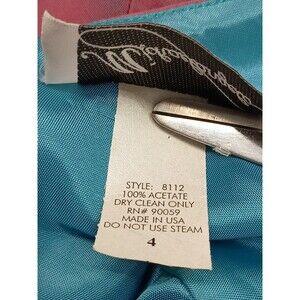 STYLE: 8112
100% ACETATE
DRY CLEAN ONLY
RN# 90059
MADE IN USA
DO NOT USE STEAM
4